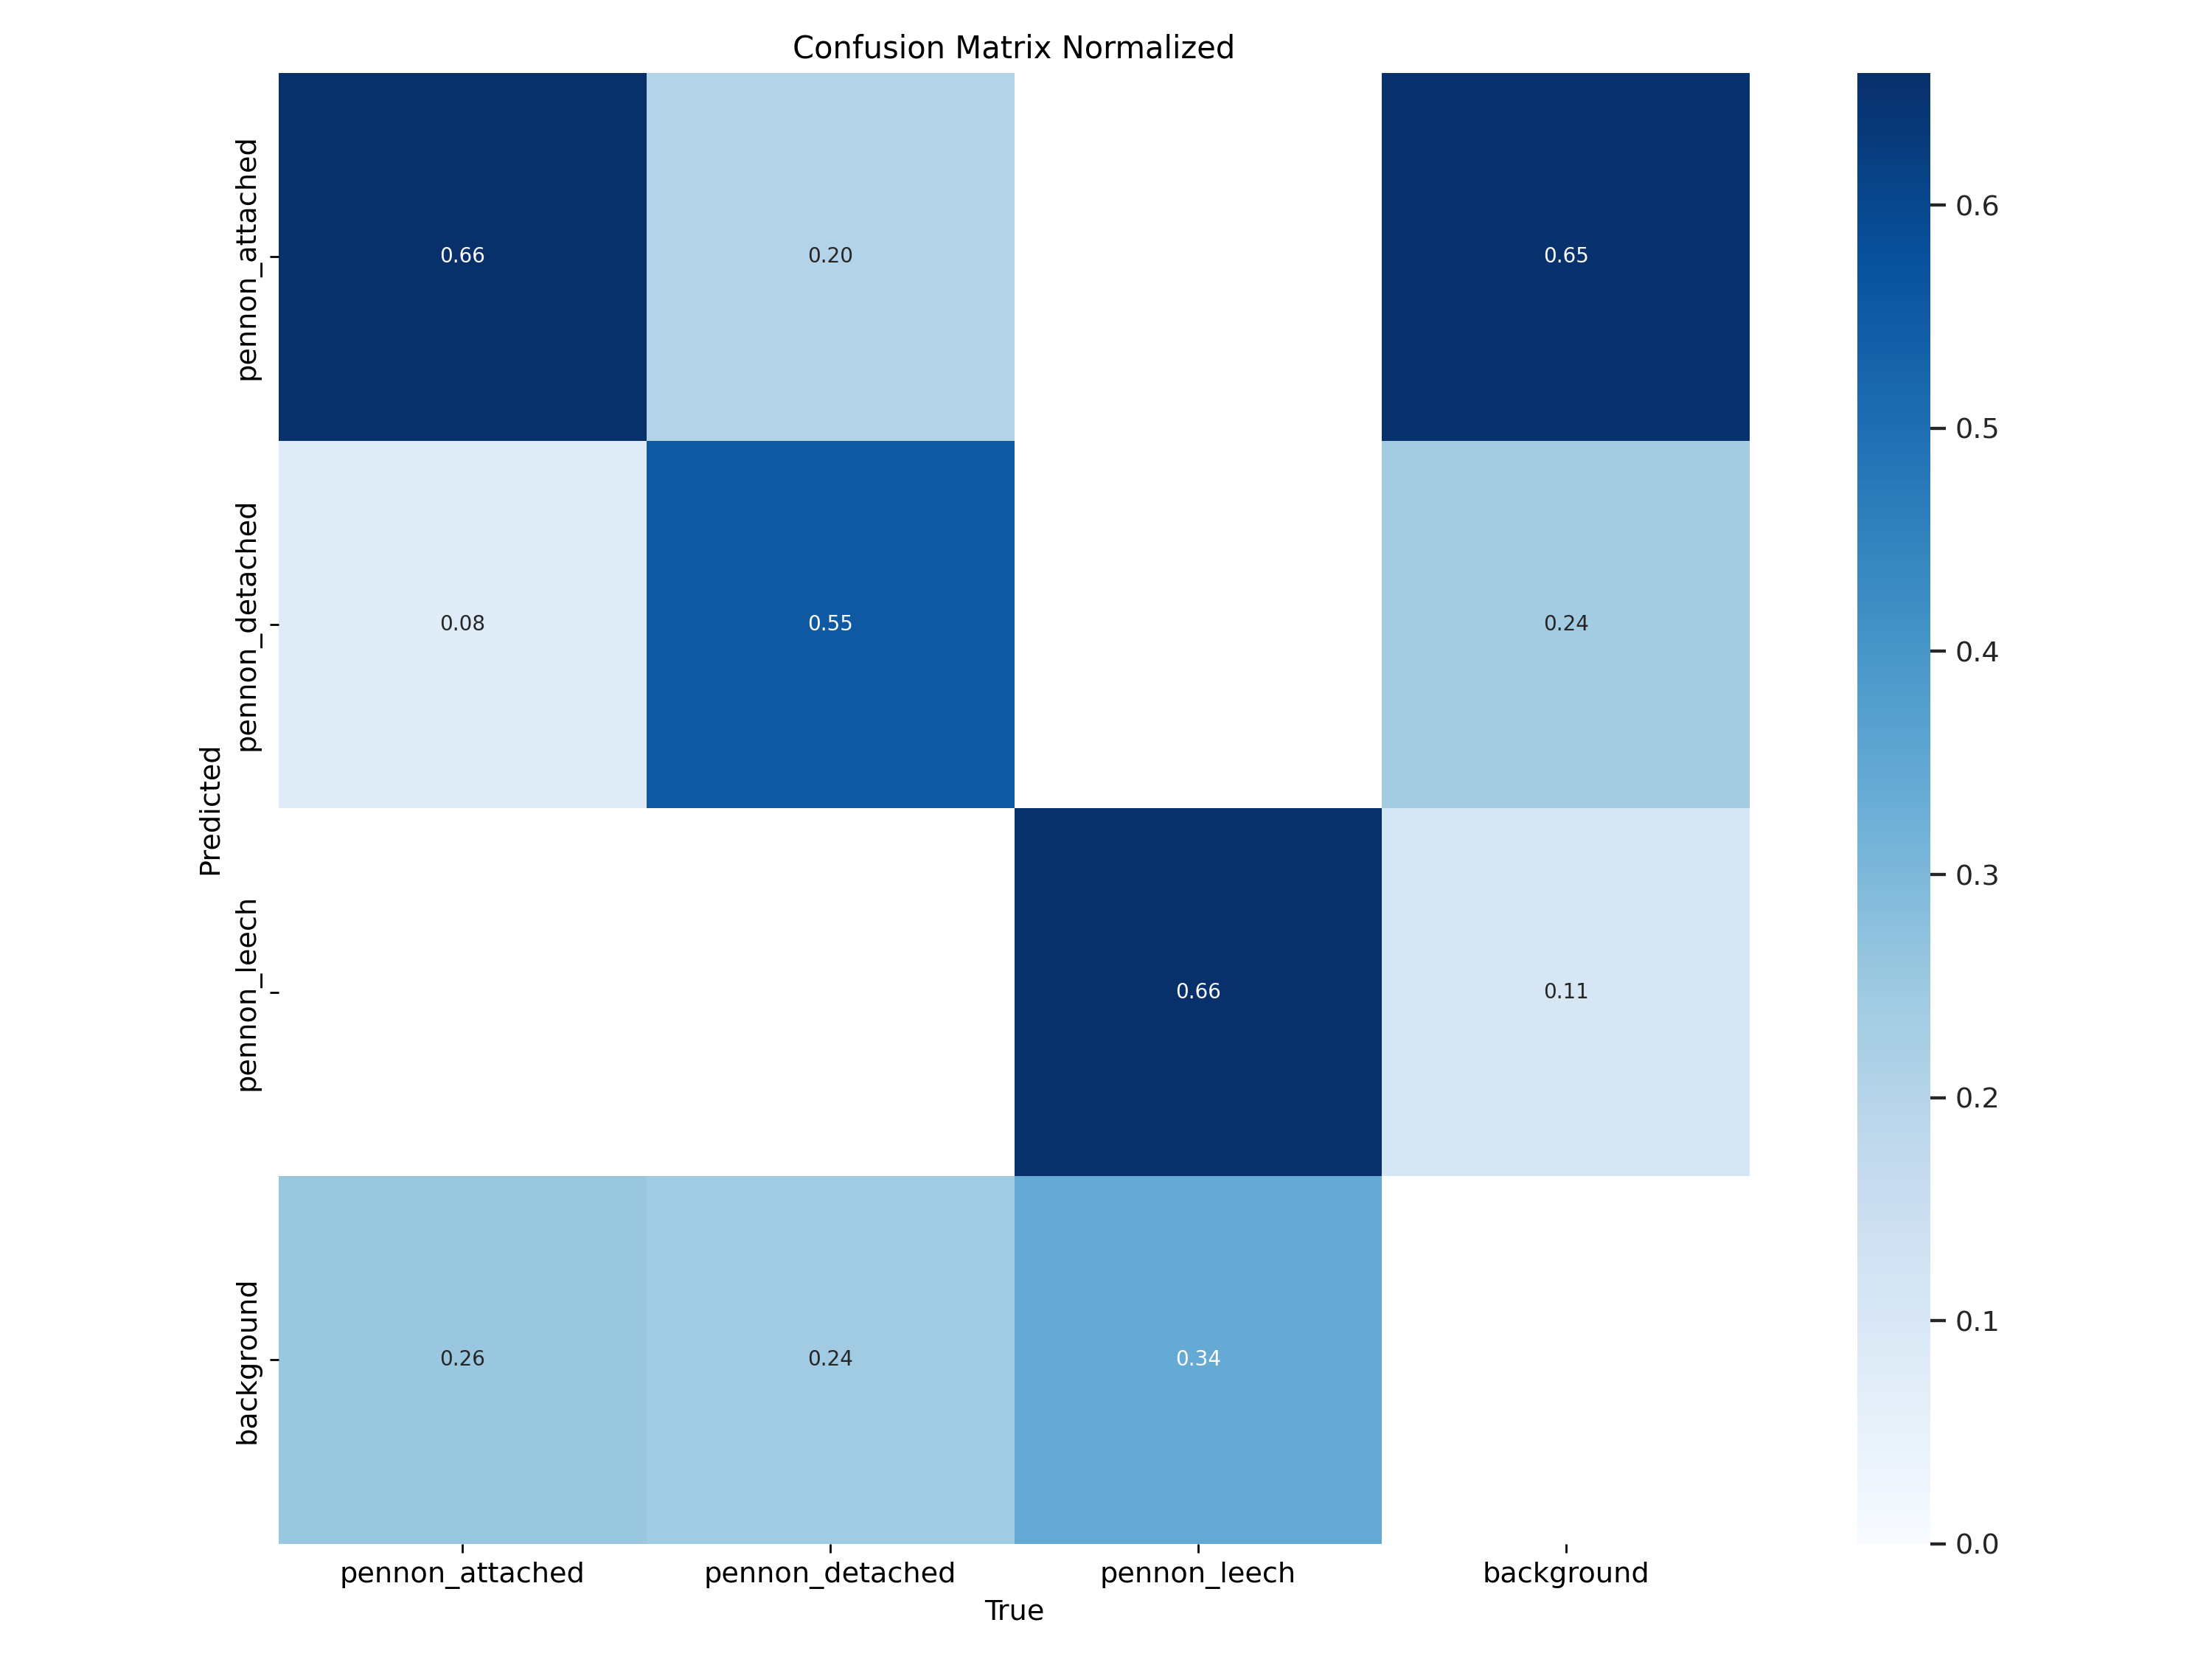 Confusion Matrix Normalized
pennon_attached
0.66
0.20
0.65
0.6
0.5
pennon_detached
0.08
0.55
0.24
0.4
Predicted
0.3
pennon_leech
0.66
0.11
0.2
background
0.26
0.24
0.34
0.1
0.0
pennon_attached
pennon_detached
pennon_leech
background
True